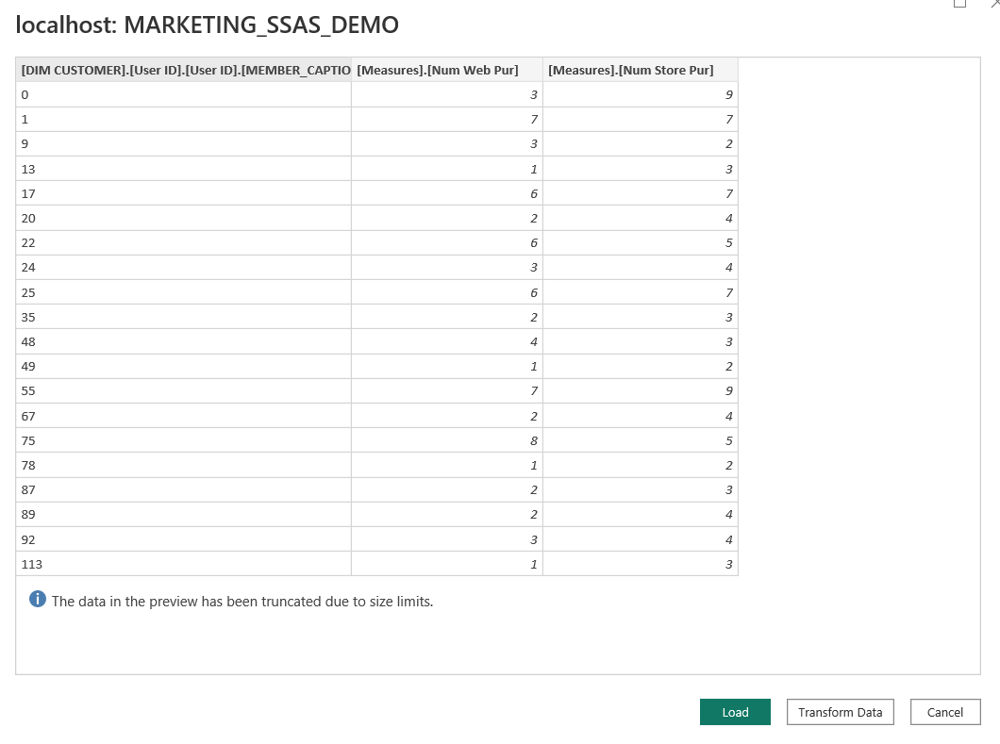 localhost: MARKETING_SSAS_DEMO
[DIM CUSTOMER].[User ID].[User ID].[MEMBER_CAPTIO [Measures].[Num Web Pur] [Measures].[Num Store Pur]
0 3 9
1 7 7
9 3 2
13 1 3
17 6 7
20 2 4
22 6 5
24 3 4
25 6 7
35 2 3
48 4 3
49 1 2
55 7 9
67 2 4
75 8 5
78 1 2
87 2 3
89 2 4
92 3 4
113 1 3
The data in the preview has been truncated due to size limits.
Load Transform Data Cancel